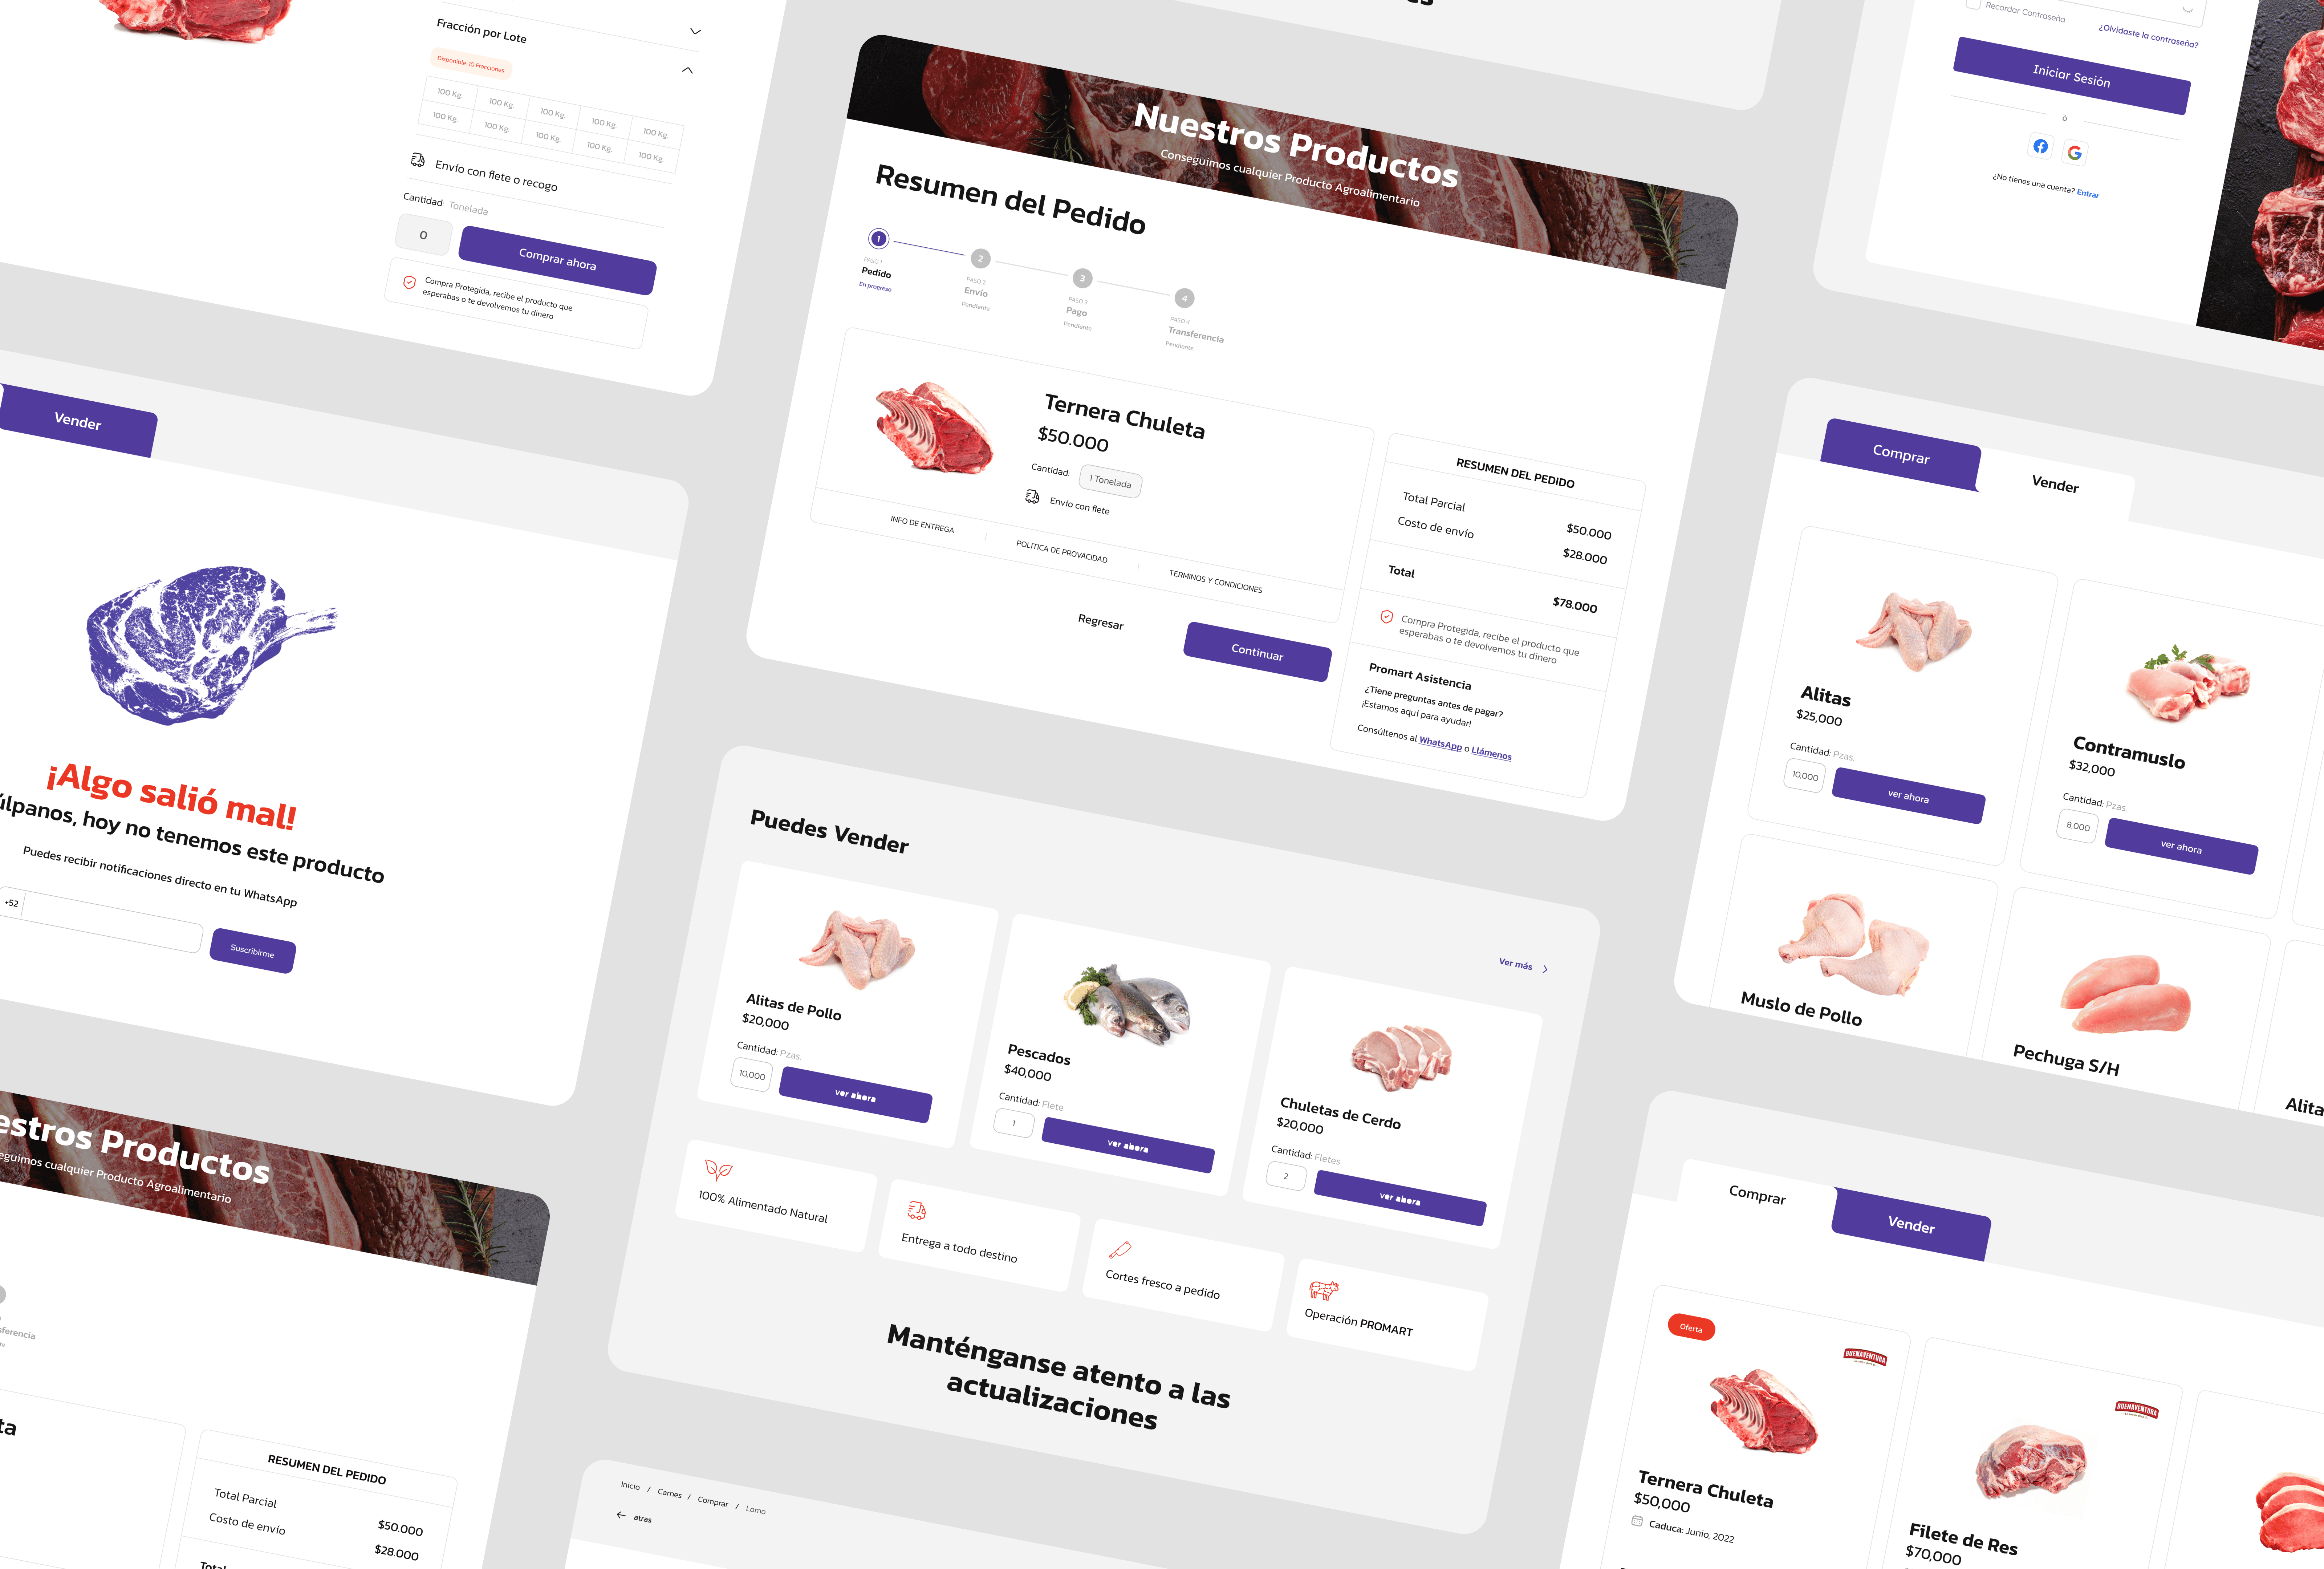 Fracción por Lote
Disponible: 10 Fracciones
100 Kg. 100 Kg. 100 Kg. 100 Kg. 100 Kg.
100 Kg. 100 Kg. 100 Kg. 100 Kg. 100 Kg.
Envío con flete o recogo
Cantidad: Tonelada
0
Comprar ahora
Compra Protegida, recibe el producto que
esperabas o te devolvemos tu dinero
Vender
¡Algo salió mal!
úlpanos, hoy no tenemos este producto
Puedes recibir notificaciones directo en tu WhatsApp
+52
Suscribirme
estros Productos
eguimos cualquier Producto Agroalimentario
sferencia
ta
RESUMEN DEL PEDIDO
Total Parcial
$50.000
Costo de envío
$28.000
Total
Nuestros Productos
Conseguimos cualquier Producto Agroalimentario
Resumen del Pedido
1
PASO 1
Pedido
En progreso
2
PASO 2
Envío
Pendiente
3
PASO 3
Pago
Pendiente
4
PASO 4
Transferencia
Pendiente
Ternera Chuleta
$50.000
Cantidad: 1 Tonelada
Envío con flete
INFO DE ENTREGA
POLITICA DE PROVACIDAD
TERMINOS Y CONDICIONES
Regresar
Continuar
RESUMEN DEL PEDIDO
Total Parcial
$50.000
Costo de envío
$28.000
Total
$78.000
Compra Protegida, recibe el producto que
esperabas o te devolvemos tu dinero
Promart Asistencia
¿Tiene preguntas antes de pagar?
¡Estamos aquí para ayudar!
Consúltenos al WhatsApp o Llámenos
Puedes Vender
Ver más
Alitas de Pollo
$20,000
Cantidad: Pzas.
10,000
ver ahora
Pescados
$40,000
Cantidad: Flete
1
ver ahora
Chuletas de Cerdo
$20,000
Cantidad: Fletes
2
ver ahora
100% Alimentado Natural
Entrega a todo destino
Cortes fresco a pedido
Operación PROMART
Manténganse atento a las
actualizaciones
Inicio / Carnes / Comprar / Lomo
atras
Recordar Contraseña
¿Olvidaste la contraseña?
Iniciar Sesión
ó
¿No tienes una cuenta? Entrar
Comprar
Vender
Alitas
$25,000
Cantidad: Pzas.
10,000
ver ahora
Contramuslo
$32,000
Cantidad: Pzas.
8,000
ver ahora
Muslo de Pollo
Pechuga S/H
Alita
Comprar
Vender
Oferta
BUENAVENTURA
Ternera Chuleta
$50,000
Caduca: Junio, 2022
BUENAVENTURA
Filete de Res
$70,000